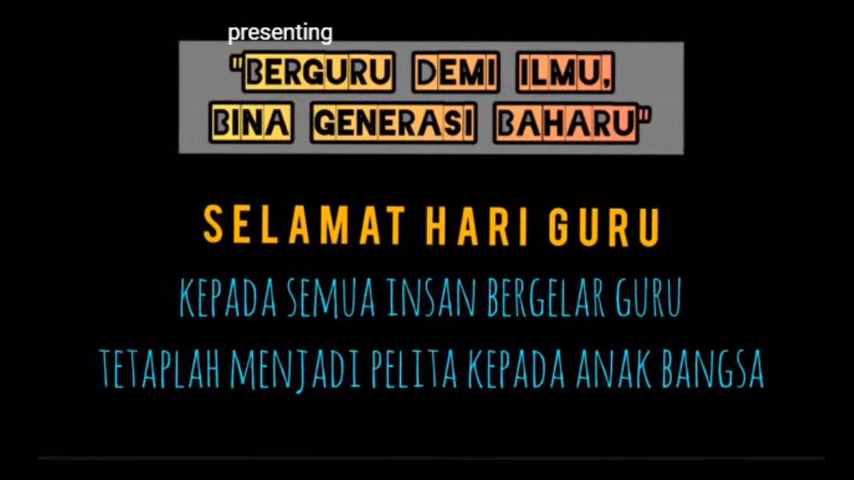 presenting
"BERGURU DEMI ILMU,
BINA GENERASI BAHARU"
SELAMAT HARI GURU
KEPADA SEMUA INSAN BERGELAR GURU
TETAPLAH MENJADI PELITA KEPADA ANAK BANGSA